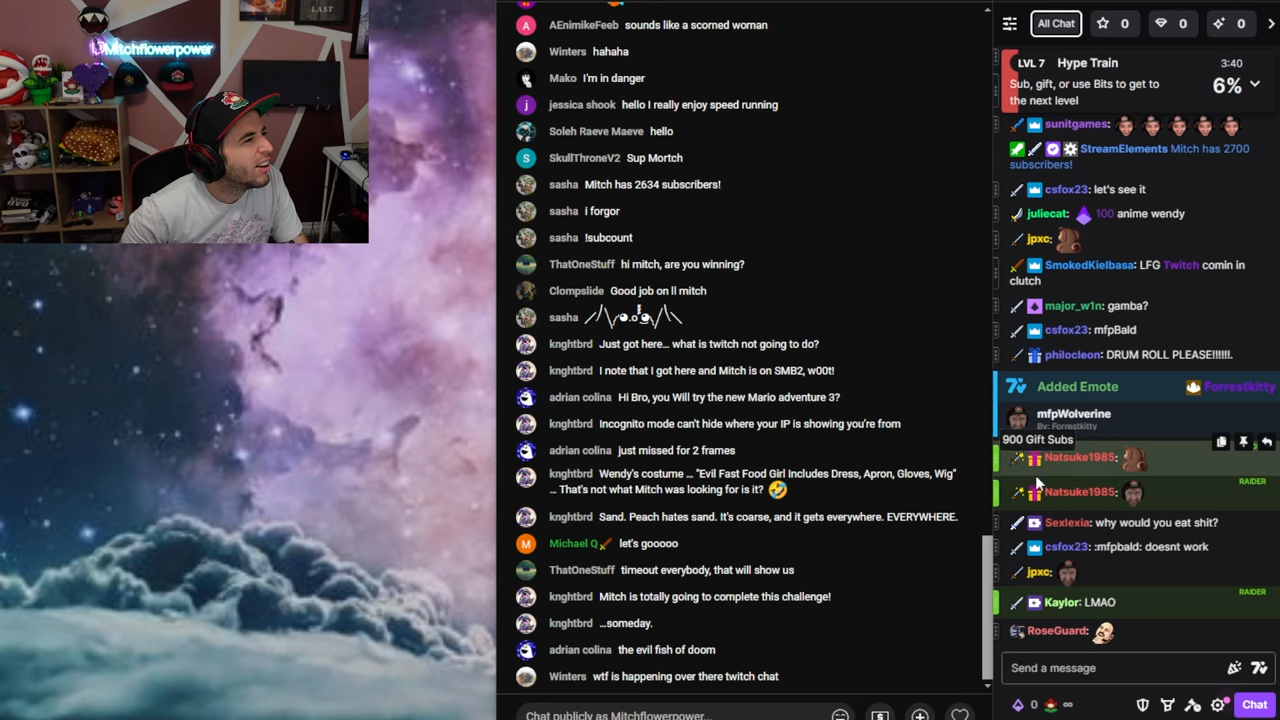 Mitchflowerpower
LAST
DAD
AEnimikeFeeb sounds like a scorned woman
Winters hahaha
Mako I'm in danger
jessica shook hello I really enjoy speed running
Soleh Raeve Maeve hello
SkullThroneV2 Sup Mortch
sasha Mitch has 2634 subscribers!
sasha i forgor
sasha !subcount
ThatOneStuff hi mitch, are you winning?
Clompslide Good job on ll mitch
sasha
knghtbrd Just got here... what is twitch not going to do?
knghtbrd I note that I got here and Mitch is on SMB2, w00t!
adrian colina Hi Bro, you Will try the new Mario adventure 3?
knghtbrd Incognito mode can't hide where your IP is showing you're from
adrian colina just missed for 2 frames
knghtbrd Wendy's costume ... "Evil Fast Food Girl Includes Dress, Apron, Gloves, Wig"
... That's not what Mitch was looking for is it? 🤣
knghtbrd Sand. Peach hates sand. It's coarse, and it gets everywhere. EVERYWHERE.
Michael Q let's gooooo
ThatOneStuff timeout everybody, that will show us
knghtbrd Mitch is totally going to complete this challenge!
knghtbrd ...someday.
adrian colina the evil fish of doom
Winters wtf is happening over there twitch chat
Chat publicly as Mitchflowerpower...
All Chat 0 0 0
LVL 7 Hype Train 3:40
Sub, gift, or use Bits to get to
the next level
6%
sunitgames:
StreamElements Mitch has 2700
subscribers!
csfox23: let's see it
juliecat: 100 anime wendy
jpxc:
SmokedKielbasa: LFG Twitch comin in
clutch
major_w1n: gamba?
csfox23: mfpBald
philocleon: DRUM ROLL PLEASE!!!!!!.
Added Emote Forrestkitty
mfpWolverine
By: Forrestkitty
900 Gift Subs
Natsuke1985:
RAIDER
Natsuke1985:
Sexlexia: why would you eat shit?
csfox23: :mfpbald: doesnt work
jpxc:
RAIDER
Kaylor: LMAO
RoseGuard:
Send a message
0 ∞ Chat